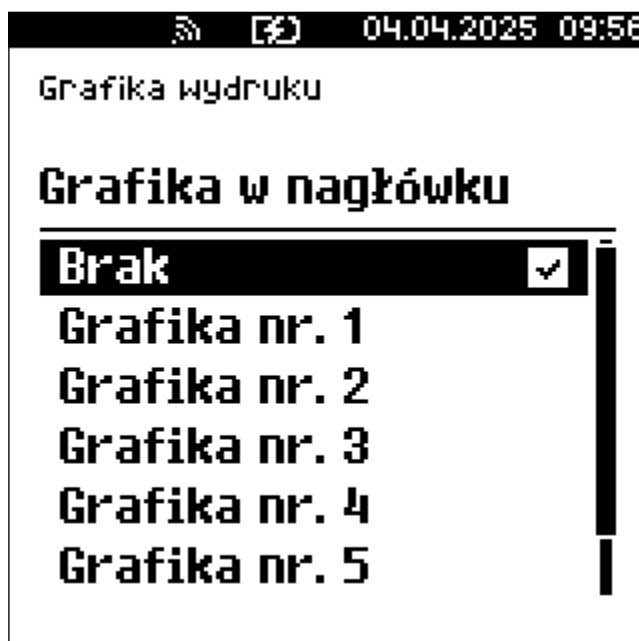 04.04.2025 09:56
Grafika wydruku
Grafika w nagłówku
Brak
Grafika nr. 1
Grafika nr. 2
Grafika nr. 3
Grafika nr. 4
Grafika nr. 5